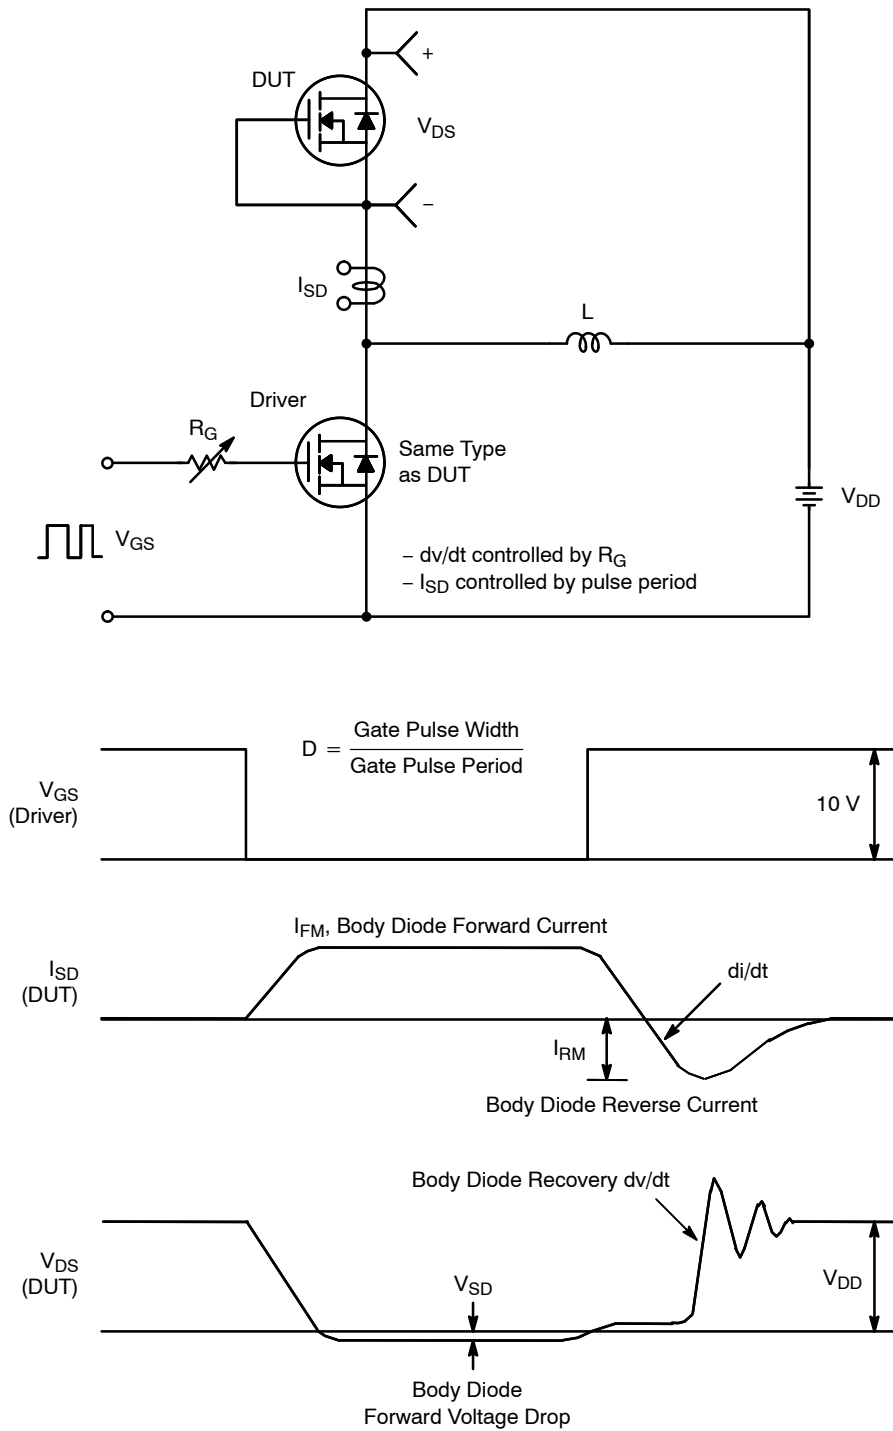 DUT
+
V_DS
−
I_SD
L
Driver
R_G
Same Type
as DUT
V_DD
V_GS
– dv/dt controlled by R_G
– I_SD controlled by pulse period
D = Gate Pulse Width
Gate Pulse Period
V_GS
(Driver)
10 V
I_FM, Body Diode Forward Current
I_SD
(DUT)
di/dt
I_RM
Body Diode Reverse Current
Body Diode Recovery dv/dt
V_DS
(DUT)
V_SD
V_DD
Body Diode
Forward Voltage Drop